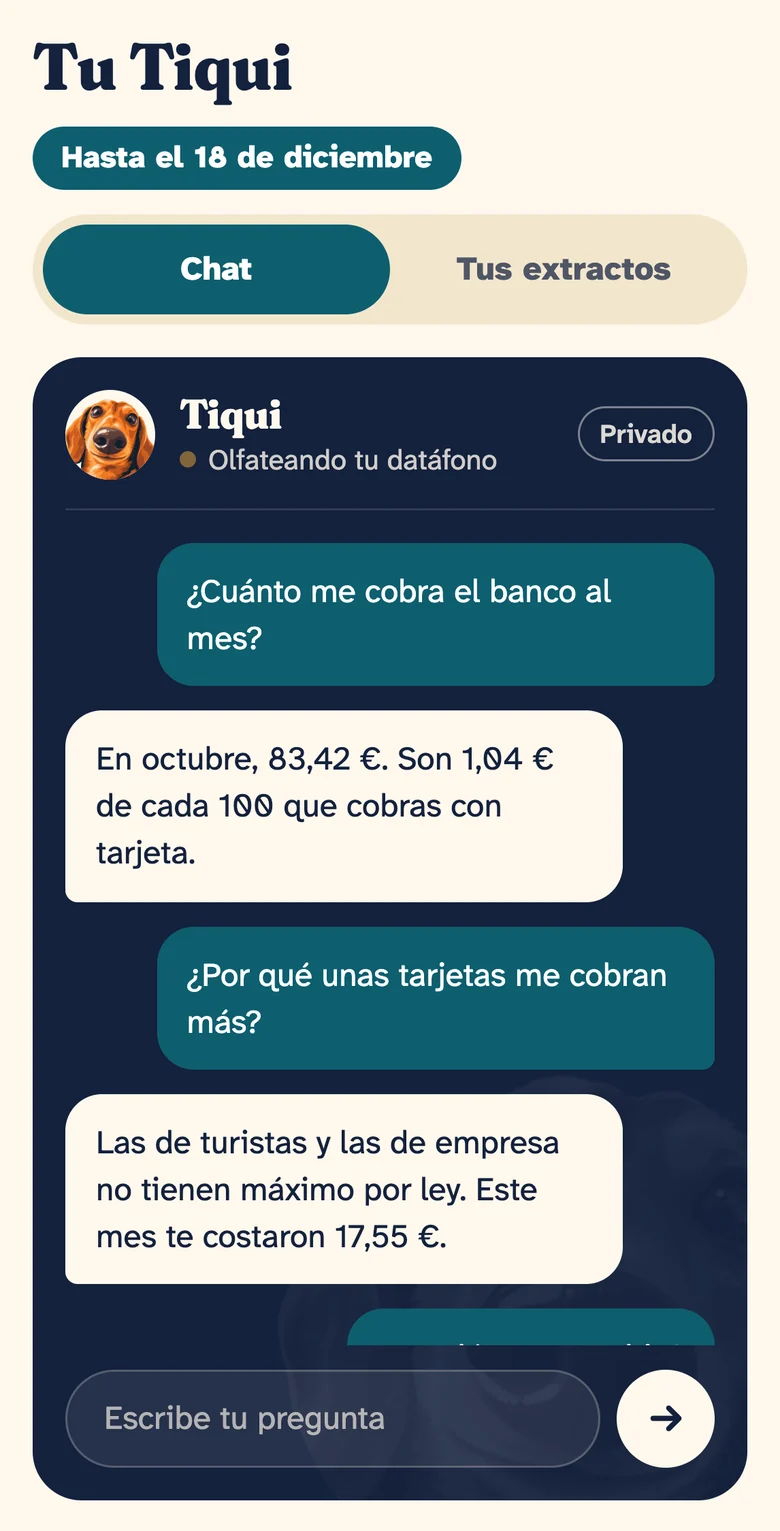 Tu Tiqui
Hasta el 18 de diciembre
Chat
Tus extractos
Tiqui
Olfateando tu datáfono
Privado
¿Cuánto me cobra el banco al
mes?
En octubre, 83,42 €. Son 1,04 €
de cada 100 que cobras con
tarjeta.
¿Por qué unas tarjetas me cobran
más?
Las de turistas y las de empresa
no tienen máximo por ley. Este
mes te costaron 17,55 €.
Escribe tu pregunta